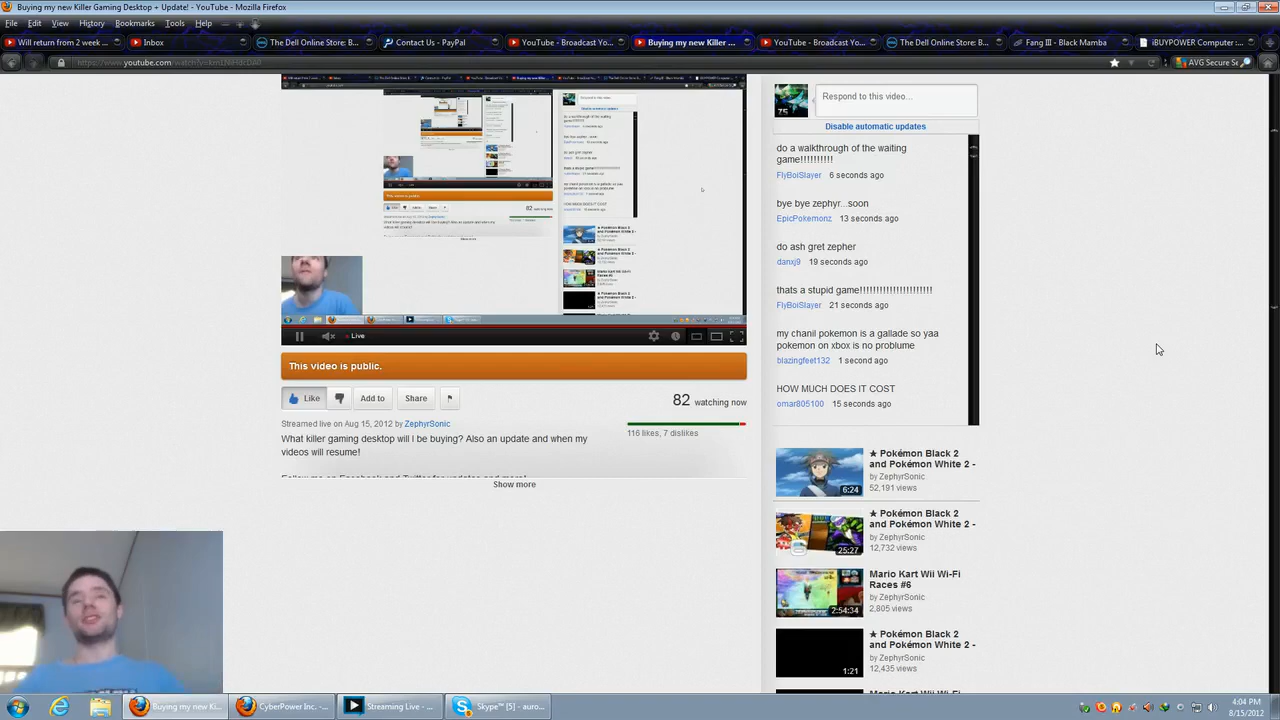 Buying my new Killer Gaming Desktop + Update! - YouTube - Mozilla Firefox
File Edit View History Bookmarks Tools Help
Will return from 2 week ...
Inbox
The Dell Online Store: B...
Contact Us - PayPal
YouTube - Broadcast Yo...
Buying my new Killer ...
YouTube - Broadcast Yo...
The Dell Online Store: B...
Fang III - Black Mamba
iBUYPOWER Computer :...
AVG Secure Se
Live
This video is public.
Like
Add to
Share
82 watching now
Streamed live on Aug 15, 2012 by ZephyrSonic
116 likes, 7 dislikes
What killer gaming desktop will I be buying? Also an update and when my
videos will resume!
Show more
Respond to this video...
Disable automatic updates
do a walkthrough of the waiting
game!!!!!!!!!!
FlyBoiSlayer 6 seconds ago
bye bye zephyr...soon
EpicPokemonz 13 seconds ago
do ash gret zepher
danxj9 19 seconds ago
thats a stupid game!!!!!!!!!!!!!!!!!!!!!!
FlyBoiSlayer 21 seconds ago
my chanil pokemon is a gallade so yaa
pokemon on xbox is no problume
blazingfeet132 1 second ago
HOW MUCH DOES IT COST
omar805100 15 seconds ago
★ Pokémon Black 2
and Pokémon White 2 -
by ZephyrSonic
52,191 views
6:24
★ Pokémon Black 2
and Pokémon White 2 -
by ZephyrSonic
12,732 views
25:27
Mario Kart Wii Wi-Fi
Races #6
by ZephyrSonic
2,805 views
2:54:34
★ Pokémon Black 2
and Pokémon White 2 -
by ZephyrSonic
12,435 views
1:21
Buying my new Ki...
CyberPower Inc. -...
Streaming Live - ...
Skype™ [5] - auro...
4:04 PM
8/15/2012